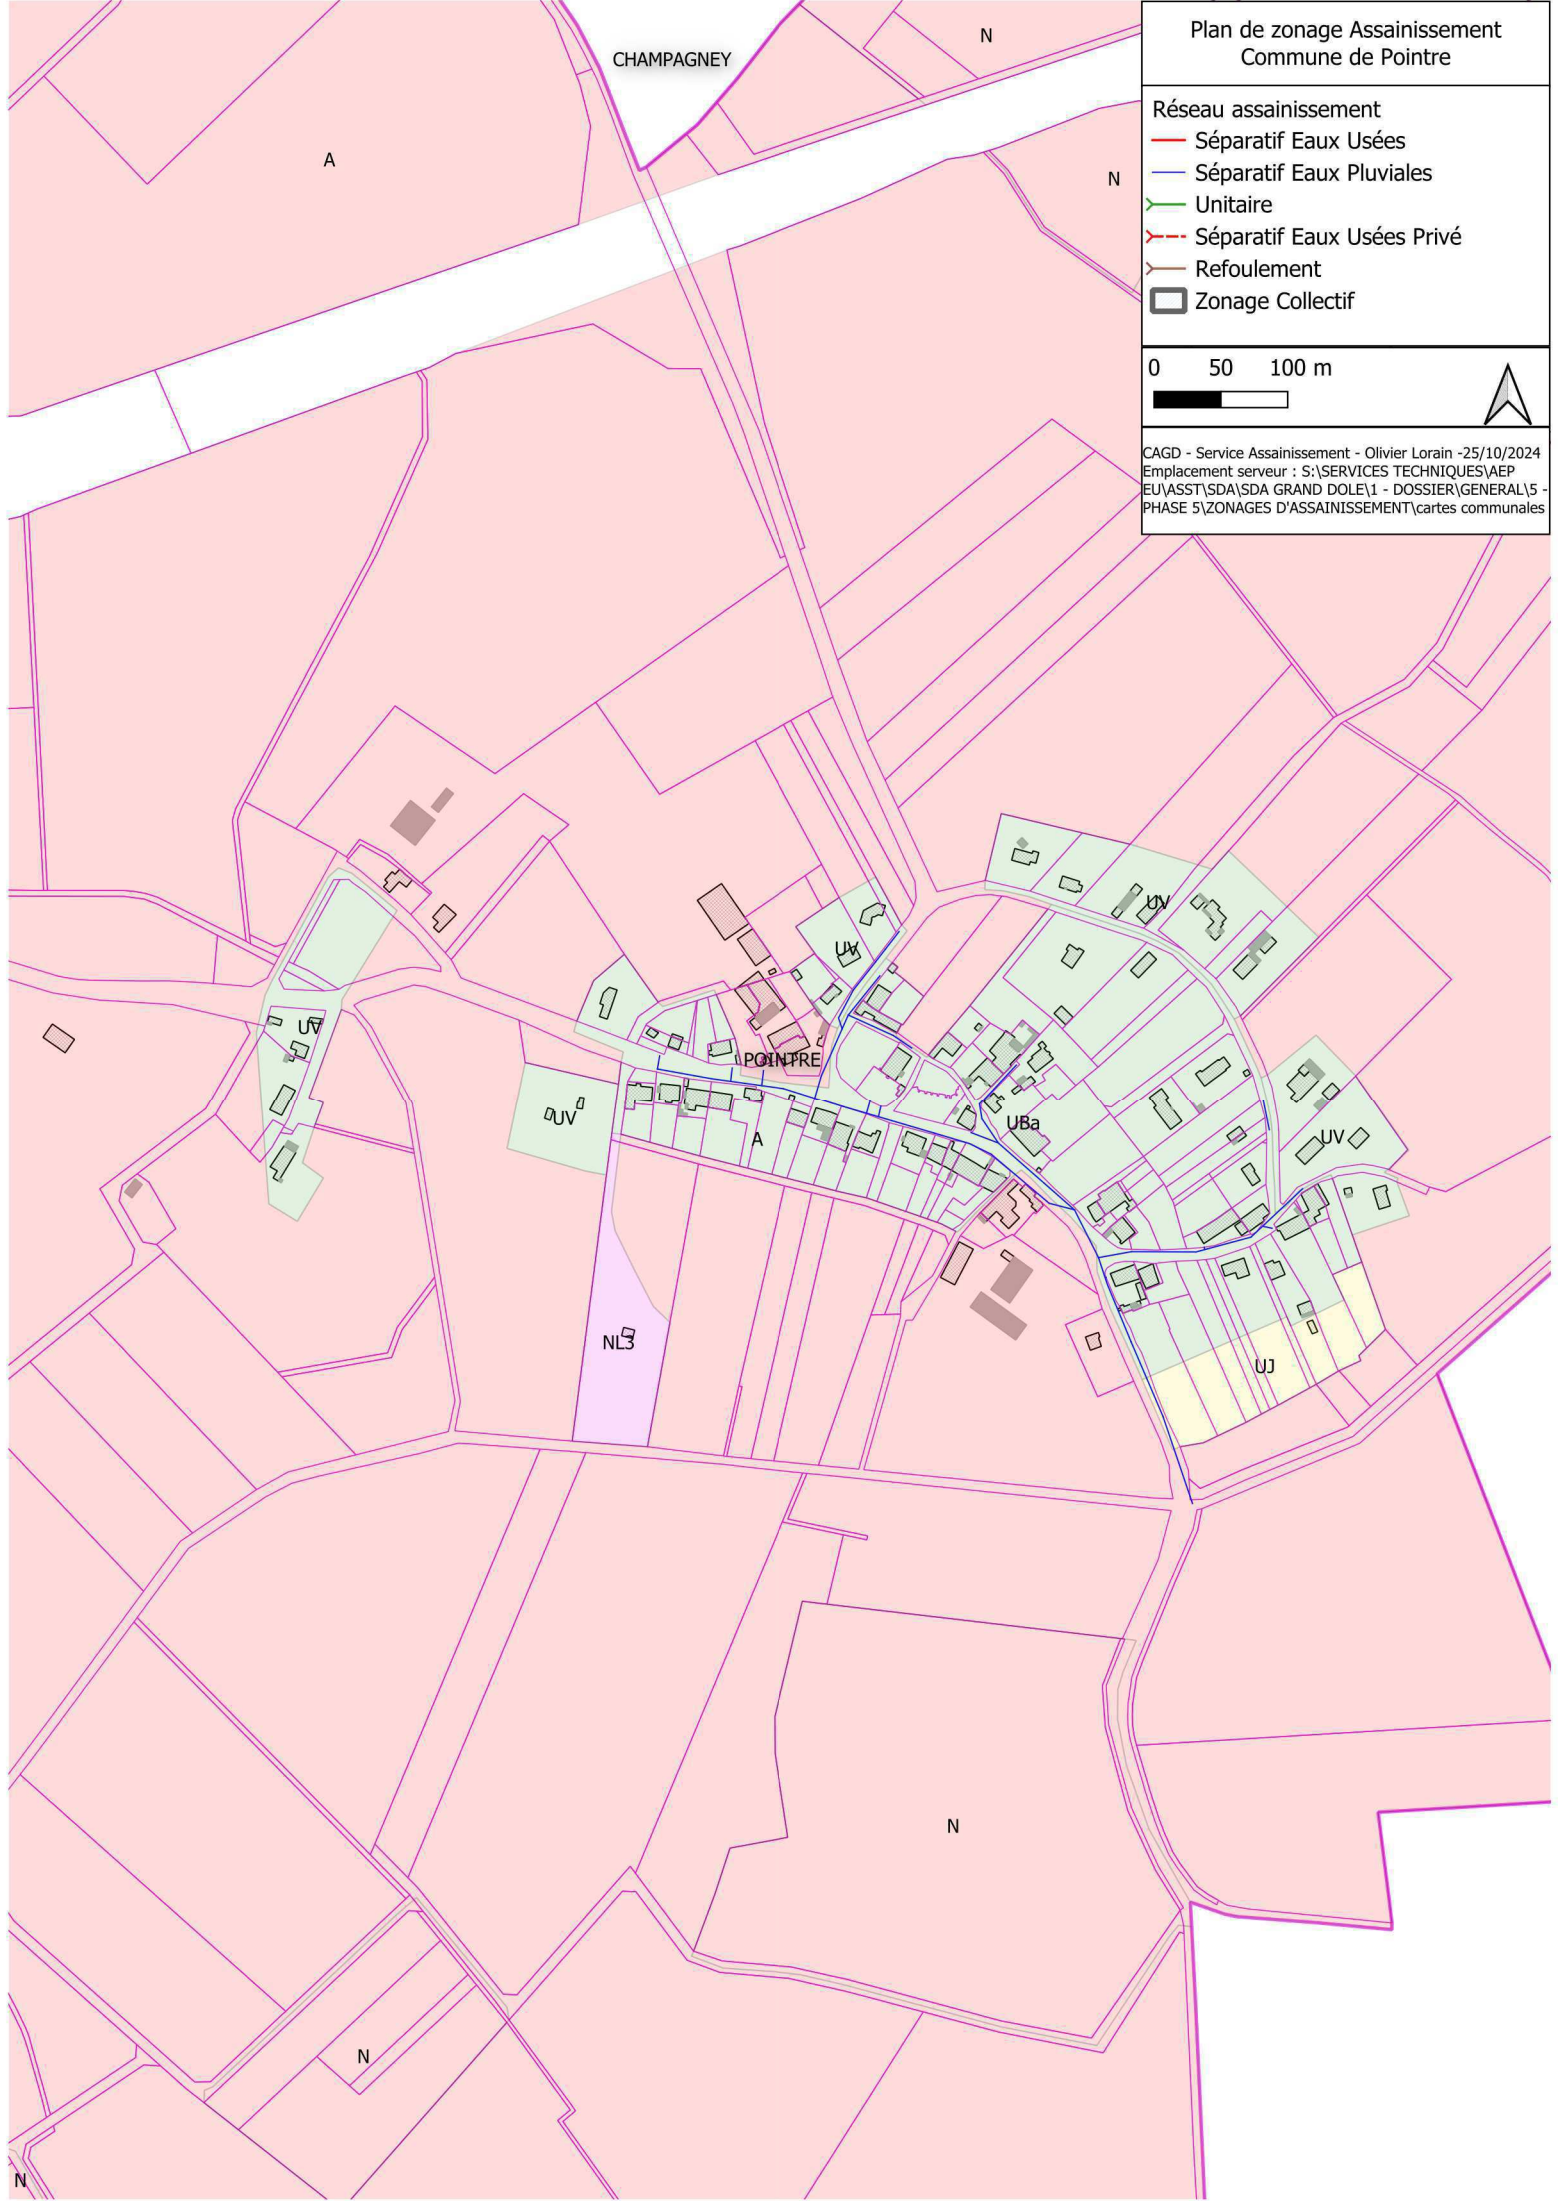 Plan de zonage Assainissement
Commune de Pointre
Réseau assainissement
Séparatif Eaux Usées
Séparatif Eaux Pluviales
Unitaire
Séparatif Eaux Usées Privé
Refoulement
Zonage Collectif
0 50 100 m
CAGD - Service Assainissement - Olivier Lorain -25/10/2024
Emplacement serveur : S:\SERVICES TECHNIQUES\AEP
EU\ASST\SDA\SDA GRAND DOLE\1 - DOSSIER\GENERAL\5 -
PHASE 5\ZONAGES D'ASSAINISSEMENT\cartes communales
N
CHAMPAGNEY
A
N
UV
UV
UV
POINTRE
UV
UBa
A
UV
NL3
UJ
N
N
N